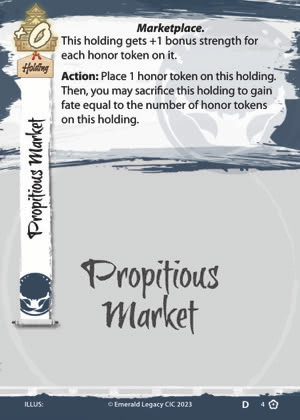 +0
Holding
Marketplace.
This holding gets +1 bonus strength for
each honor token on it.
Action: Place 1 honor token on this holding.
Then, you may sacrifice this holding to gain
fate equal to the number of honor tokens
on this holding.
Propitious Market
Propitious
Market
ILLUS:
© Emerald Legacy CIC 2023
D
4